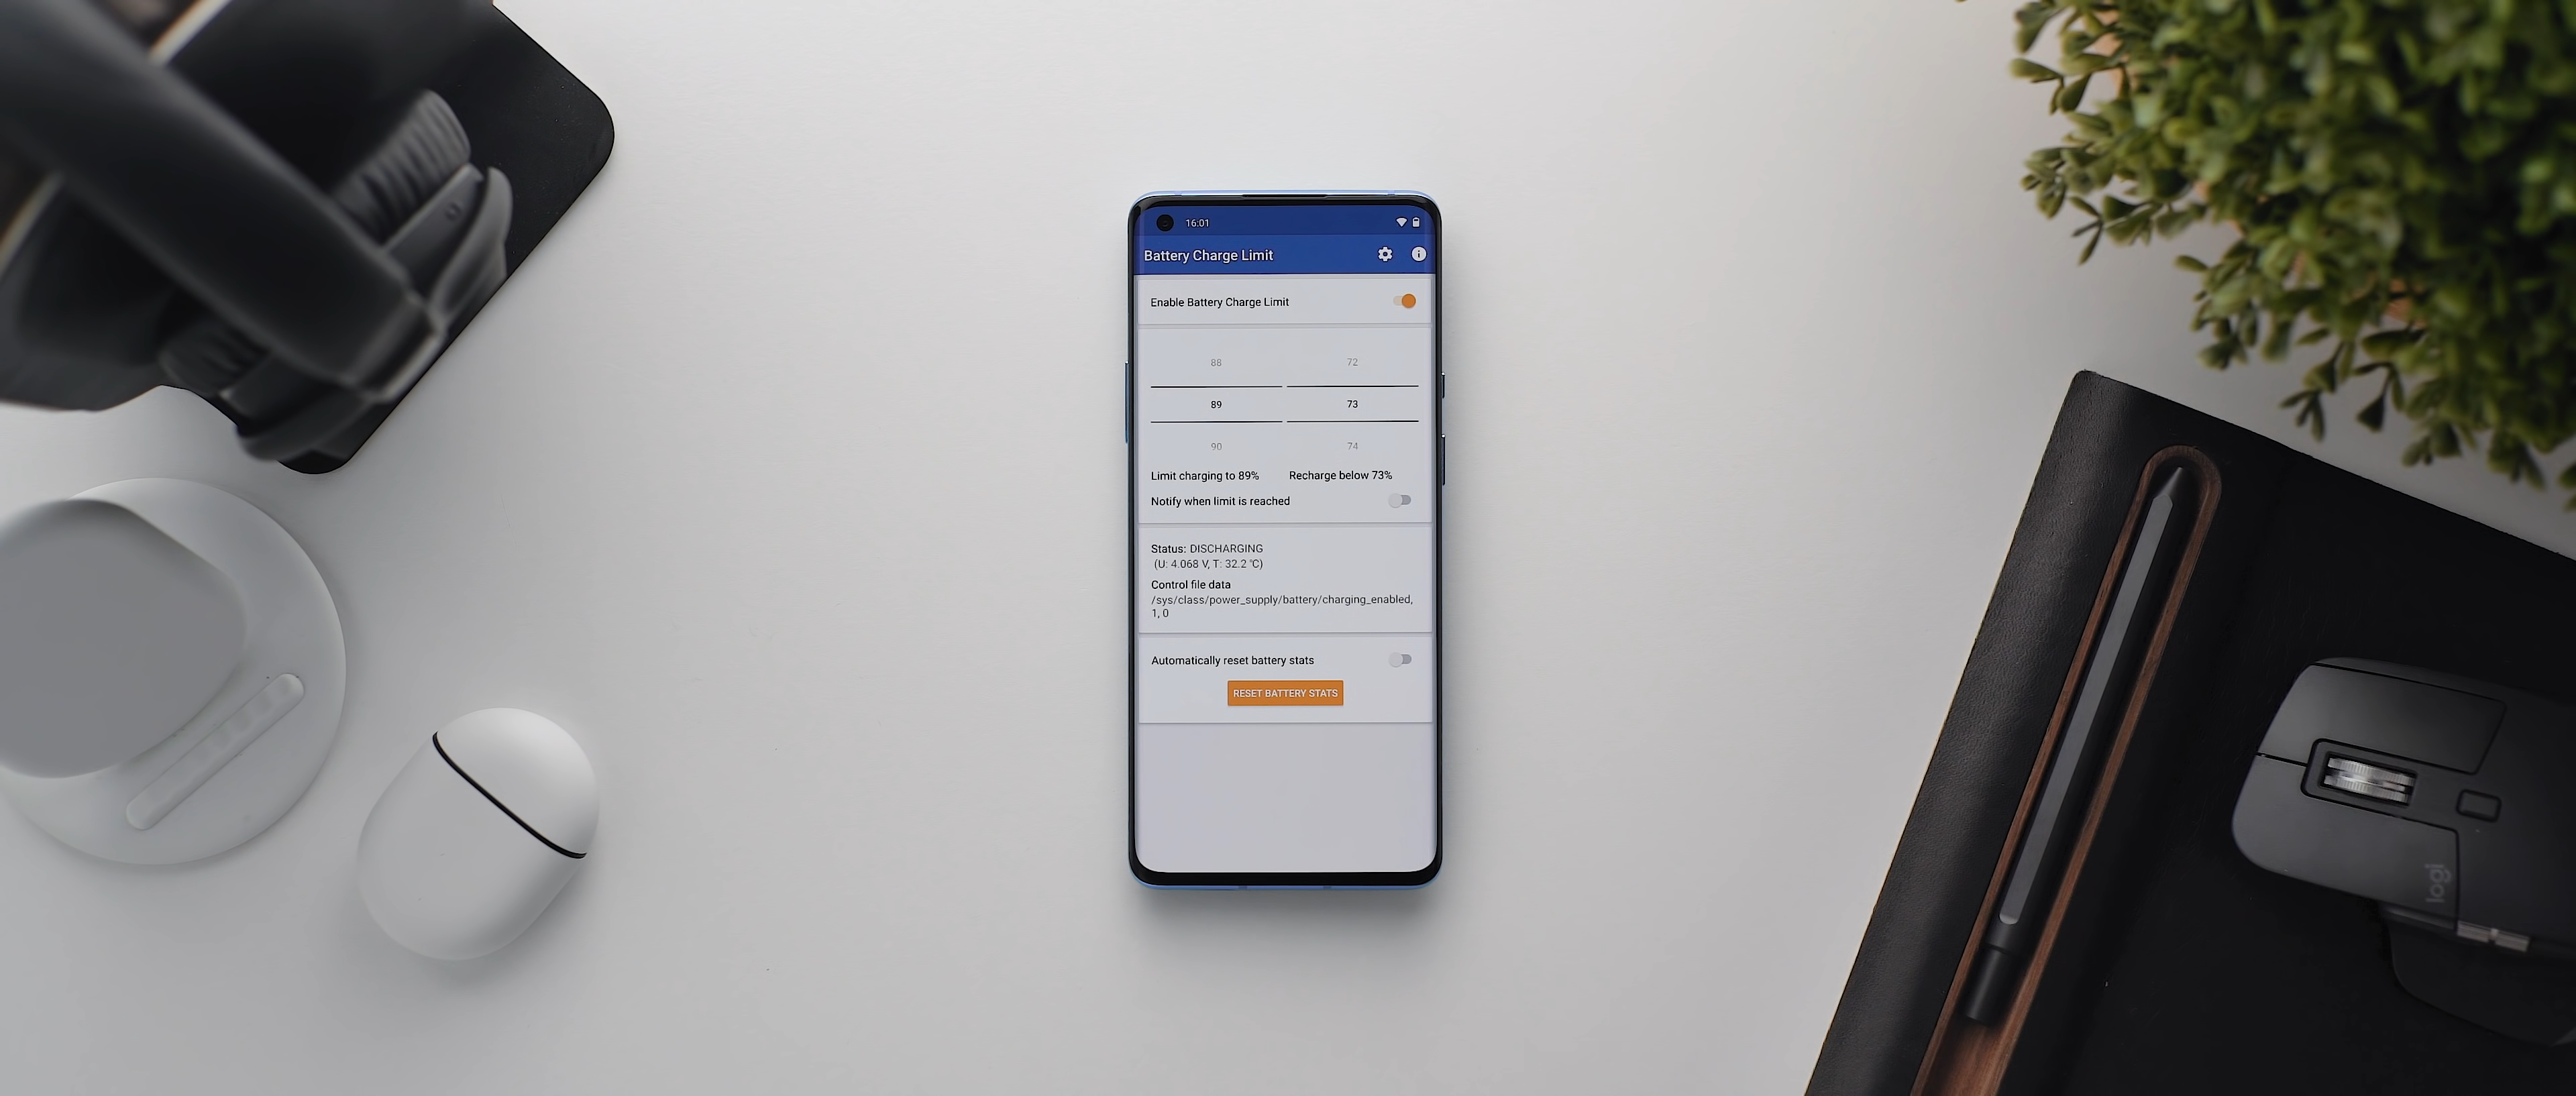 16:01
Battery Charge Limit
Enable Battery Charge Limit
88 72
89 73
90 74
Limit charging to 89% Recharge below 73%
Notify when limit is reached
Status: DISCHARGING
(U: 4.068 V, T: 32.2 °C)
Control file data
/sys/class/power_supply/battery/charging_enabled,
1, 0
Automatically reset battery stats
RESET BATTERY STATS
logi